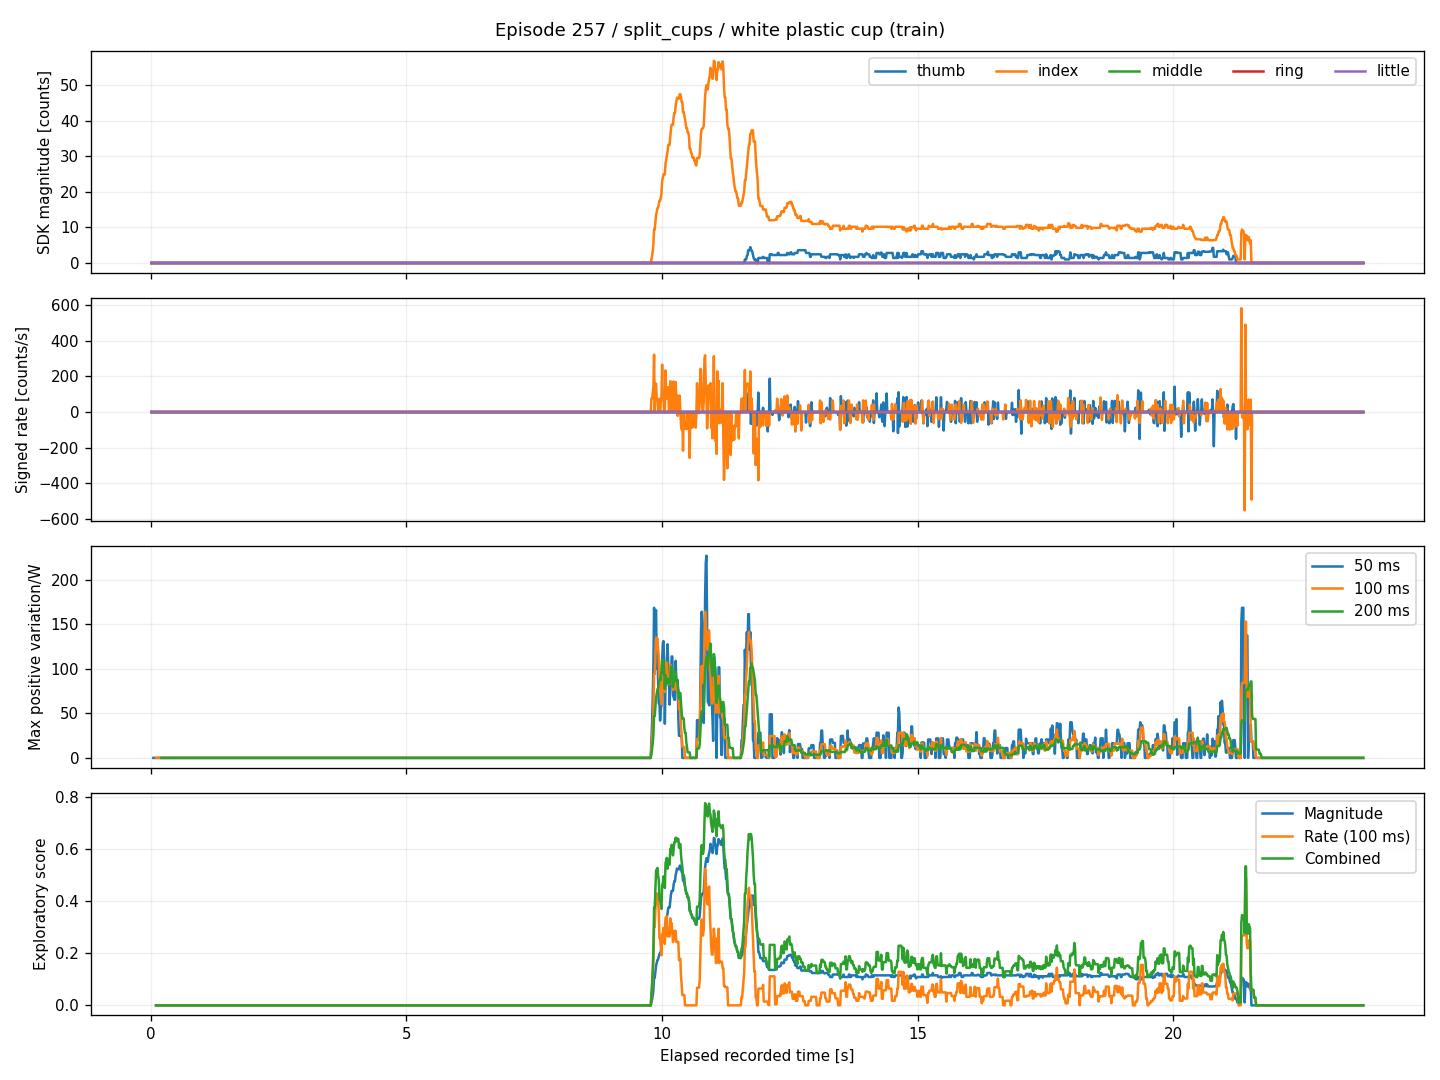 Episode 257 / split_cups / white plastic cup (train)
SDK magnitude [counts]
50
40
30
20
10
0
thumb index middle ring little
Signed rate [counts/s]
600
400
200
0
−200
−400
−600
Max positive variation/W
200
150
100
50
0
50 ms
100 ms
200 ms
Exploratory score
0.8
0.6
0.4
0.2
0.0
Magnitude
Rate (100 ms)
Combined
0 5 10 15 20
Elapsed recorded time [s]